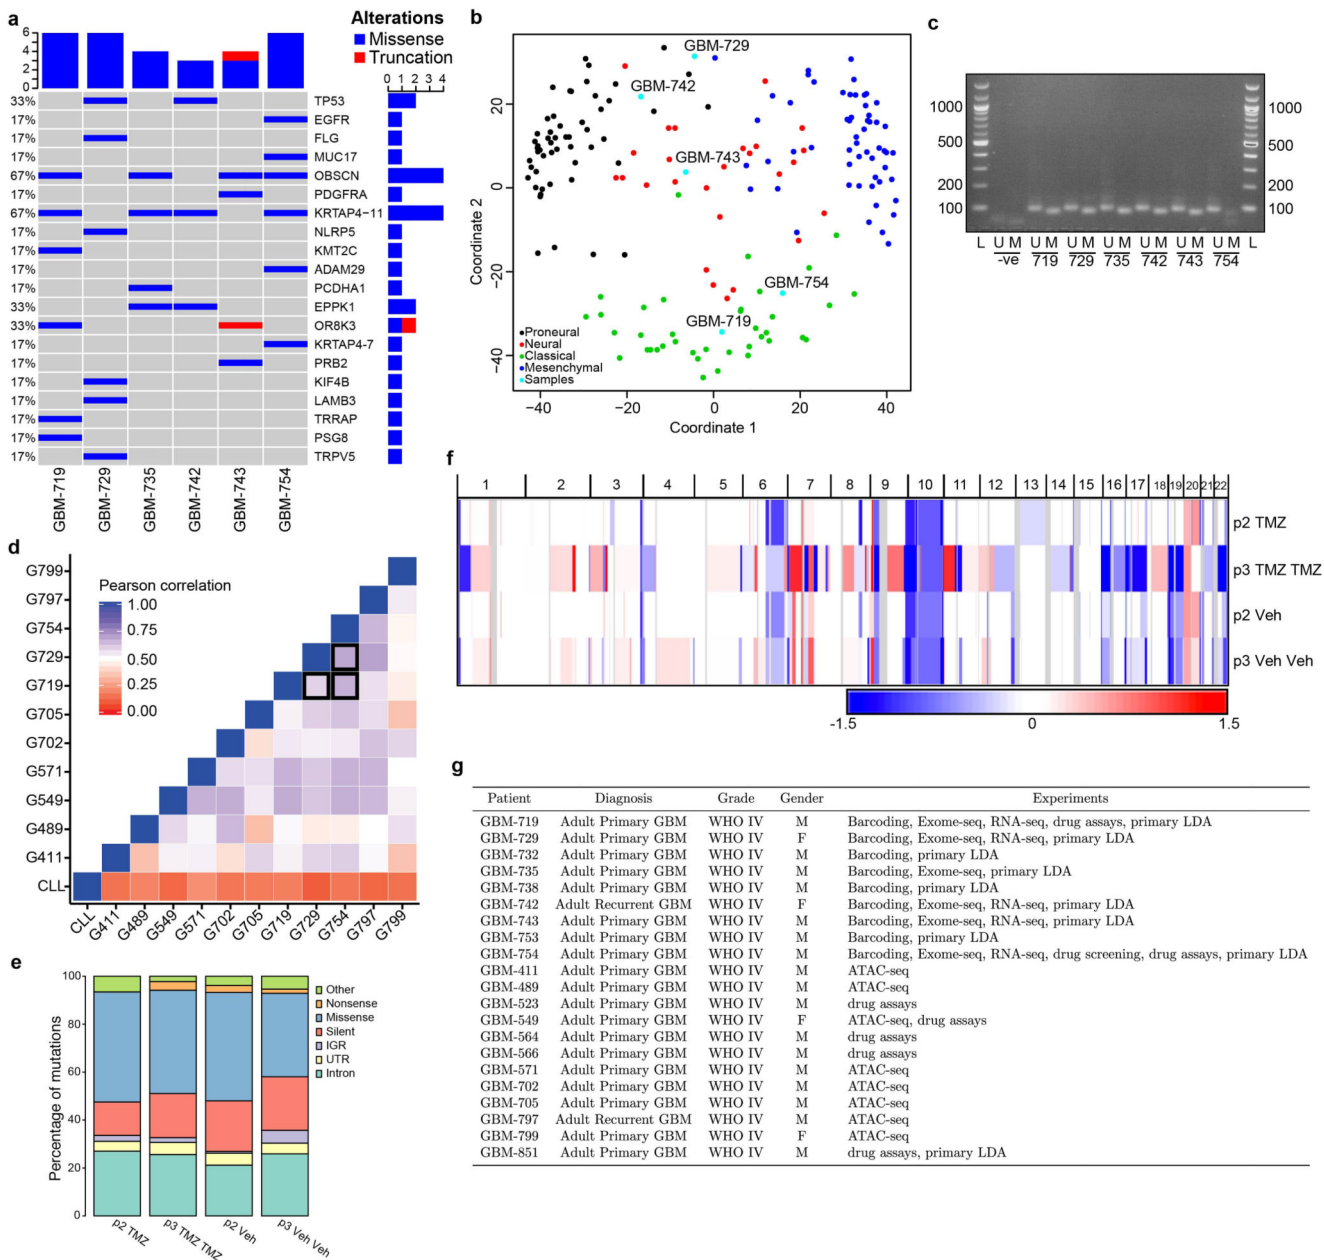 a
Alterations
Missense
Truncation
6
5
4
3
2
1
0
0 1 2 3 4
33% TP53
17% EGFR
17% FLG
17% MUC17
67% OBSCN
17% PDGFRA
67% KRTAP4-11
17% NLRP5
17% KMT2C
17% ADAM29
17% PCDHA1
33% EPPK1
33% OR8K3
17% KRTAP4-7
17% PRB2
17% KIF4B
17% LAMB3
17% TRRAP
17% PSG8
17% TRPV5
GBM-719
GBM-729
GBM-735
GBM-742
GBM-743
GBM-754
b
GBM-729
GBM-742
GBM-743
GBM-754
GBM-719
Coordinate 2
20
0
−20
−40
Proneural
Neural
Classical
Mesenchymal
Samples
−40 −20 0 20 40
Coordinate 1
c
1000 1000
500 500
200 200
100 100
L U M U M U M U M U M U M U M L
-ve 719 729 735 742 743 754
d
Pearson correlation
1.00
0.75
0.50
0.25
0.00
G799
G797
G754
G729
G719
G705
G702
G571
G549
G489
G411
CLL
CLL G411 G489 G549 G571 G702 G705 G719 G729 G754 G797 G799
e
Percentage of mutations
100
80
60
40
20
0
Other
Nonsense
Missense
Silent
IGR
UTR
Intron
p2 TMZ p3 TMZ TMZ p2 Veh p3 Veh Veh
f
1 2 3 4 5 6 7 8 9 10 11 12 13 14 15 16 17 18 19 20 21 22
p2 TMZ
p3 TMZ TMZ
p2 Veh
p3 Veh Veh
-1.5 0 1.5
g
Patient Diagnosis Grade Gender Experiments
GBM-719 Adult Primary GBM WHO IV M Barcoding, Exome-seq, RNA-seq, drug assays, primary LDA
GBM-729 Adult Primary GBM WHO IV F Barcoding, Exome-seq, RNA-seq, primary LDA
GBM-732 Adult Primary GBM WHO IV M Barcoding, primary LDA
GBM-735 Adult Primary GBM WHO IV M Barcoding, Exome-seq, primary LDA
GBM-738 Adult Primary GBM WHO IV M Barcoding, primary LDA
GBM-742 Adult Recurrent GBM WHO IV F Barcoding, Exome-seq, RNA-seq, primary LDA
GBM-743 Adult Primary GBM WHO IV M Barcoding, Exome-seq, RNA-seq, primary LDA
GBM-753 Adult Primary GBM WHO IV M Barcoding, primary LDA
GBM-754 Adult Primary GBM WHO IV M Barcoding, Exome-seq, RNA-seq, drug screening, drug assays, primary LDA
GBM-411 Adult Primary GBM WHO IV M ATAC-seq
GBM-489 Adult Primary GBM WHO IV M ATAC-seq
GBM-523 Adult Primary GBM WHO IV M drug assays
GBM-549 Adult Primary GBM WHO IV F ATAC-seq, drug assays
GBM-564 Adult Primary GBM WHO IV M drug assays
GBM-566 Adult Primary GBM WHO IV M drug assays
GBM-571 Adult Primary GBM WHO IV M ATAC-seq
GBM-702 Adult Primary GBM WHO IV M ATAC-seq
GBM-705 Adult Primary GBM WHO IV M ATAC-seq
GBM-797 Adult Recurrent GBM WHO IV M ATAC-seq
GBM-799 Adult Primary GBM WHO IV F ATAC-seq
GBM-851 Adult Primary GBM WHO IV M drug assays, primary LDA